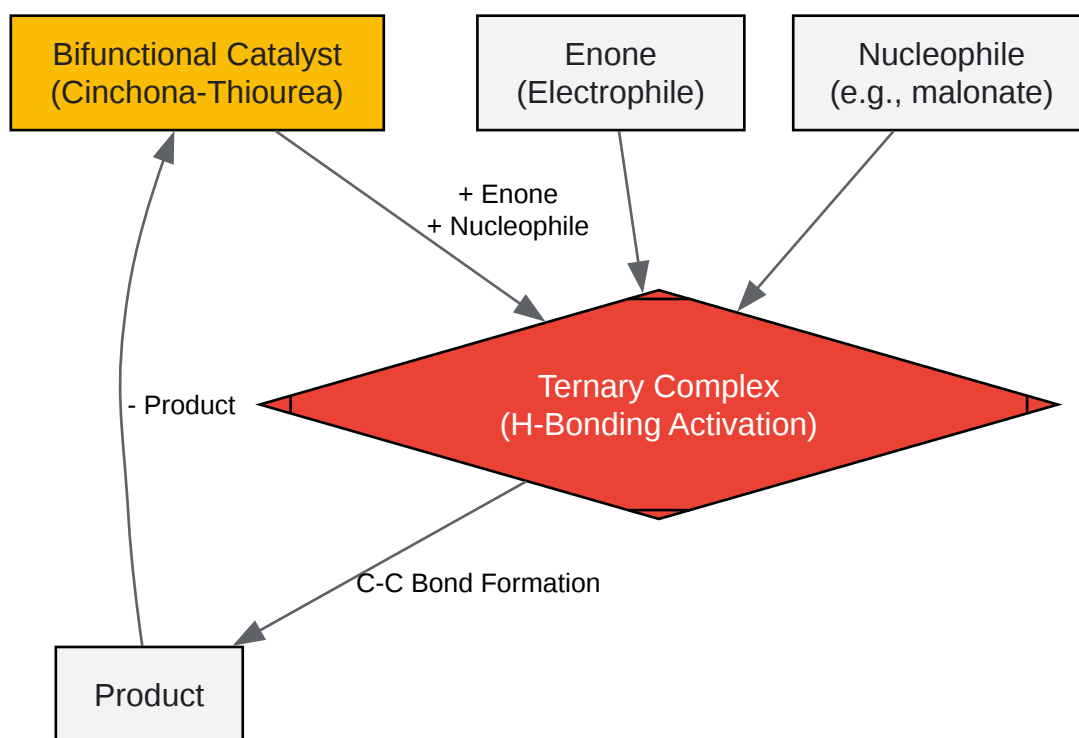 Bifunctional Catalyst
(Cinchona-Thiourea)
Enone
(Electrophile)
Nucleophile
(e.g., malonate)
+ Enone
+ Nucleophile
Ternary Complex
(H-Bonding Activation)
- Product
C-C Bond Formation
Product